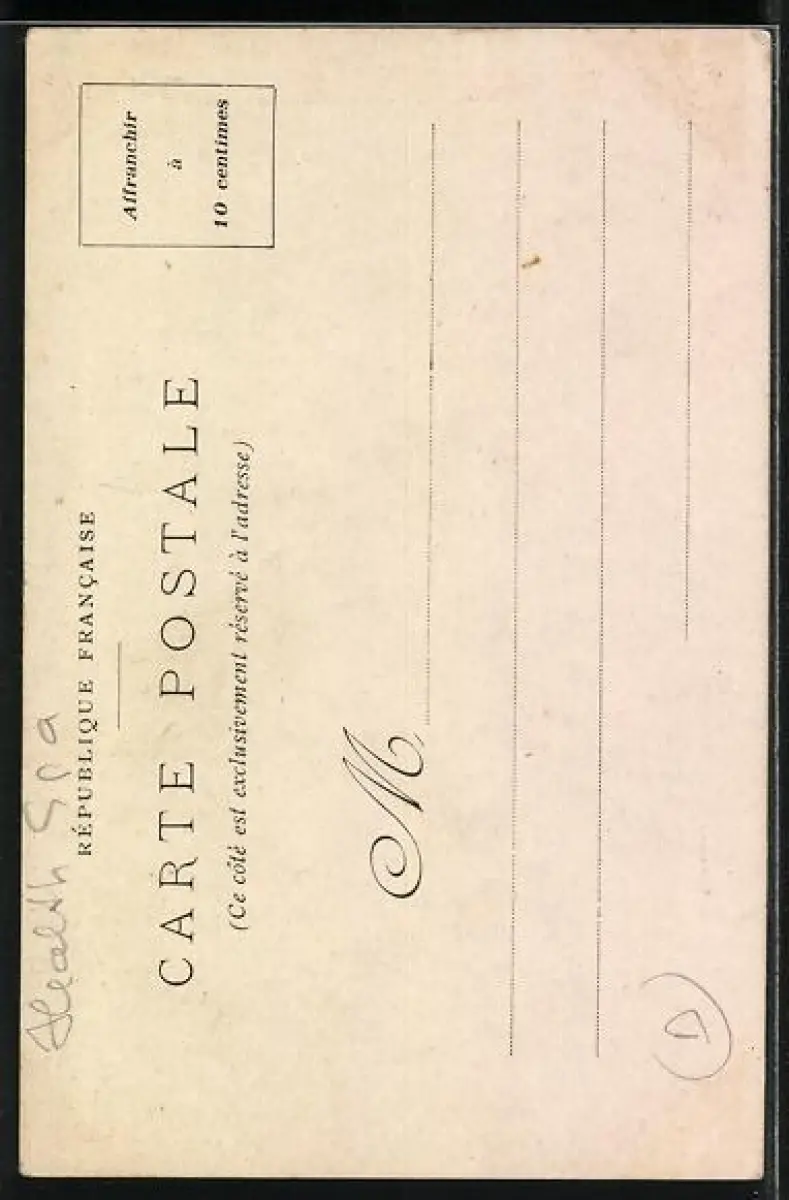 Health Spa
RÉPUBLIQUE FRANÇAISE
CARTE POSTALE
(Ce côté est exclusivement réservé à l'adresse)
Affranchir
à
10 centimes
M
(D)